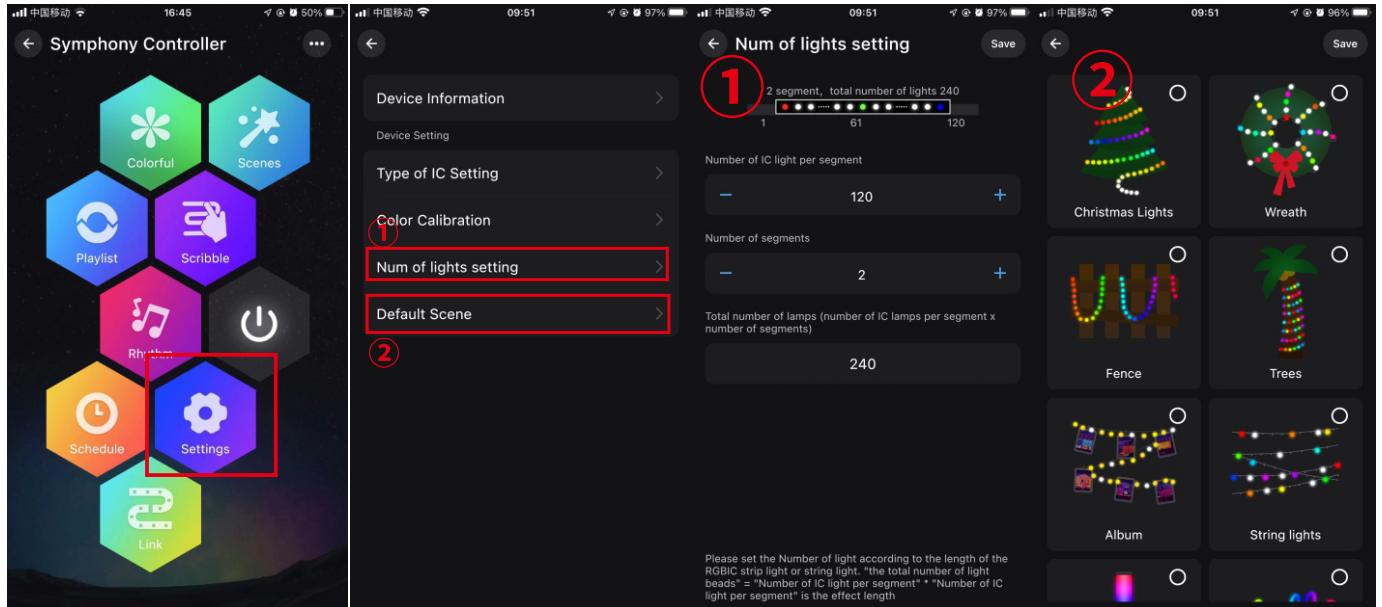 中国移动 16:45 50%
Symphony Controller
Colorful
Scenes
Playlist
Scribble
Rhythm
Schedule
Settings
Link
中国移动 09:51 97%
Device Information
Device Setting
Type of IC Setting
Color Calibration
①
Num of lights setting
Default Scene
②
中国移动 09:51 97%
Num of lights setting
Save
①
2 segment, total number of lights 240
1 61 120
Number of IC light per segment
− 120 +
Number of segments
− 2 +
Total number of lamps (number of IC lamps per segment x
number of segments)
240
Please set the Number of light according to the length of the
RGBIC strip light or string light. "the total number of light
beads" = "Number of IC light per segment" * "Number of IC
light per segment" is the effect length
中国移动 09:51 96%
Save
②
Christmas Lights
Wreath
Fence
Trees
Album
String lights